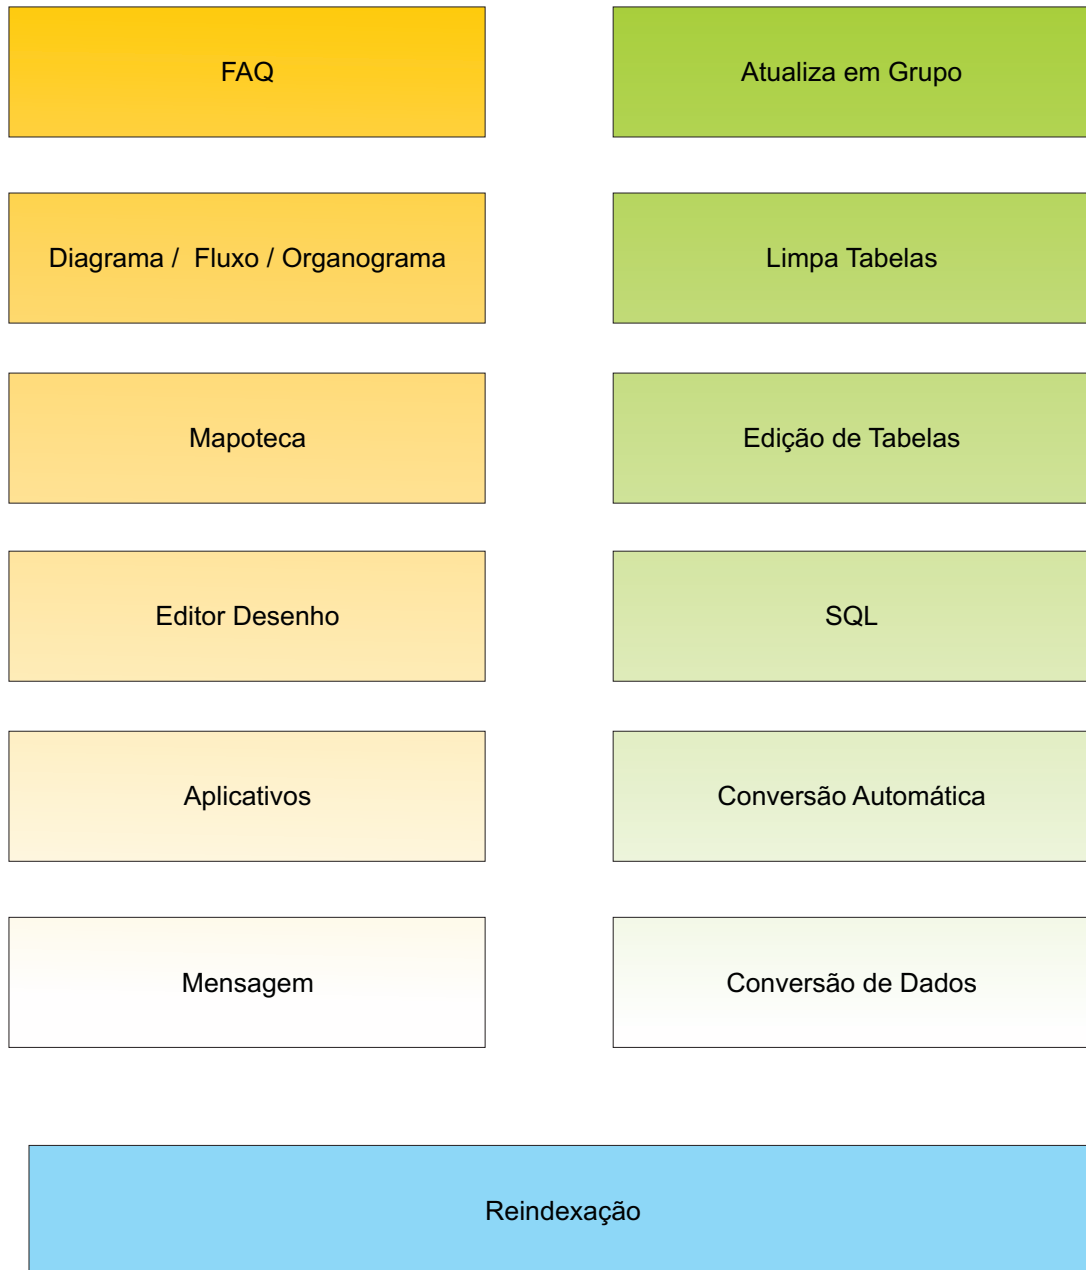 FAQ
Atualiza em Grupo
Diagrama /  Fluxo / Organograma
Limpa Tabelas
Mapoteca
Edição de Tabelas
Editor Desenho
SQL
Aplicativos
Conversão Automática
Mensagem
Conversão de Dados
Reindexação